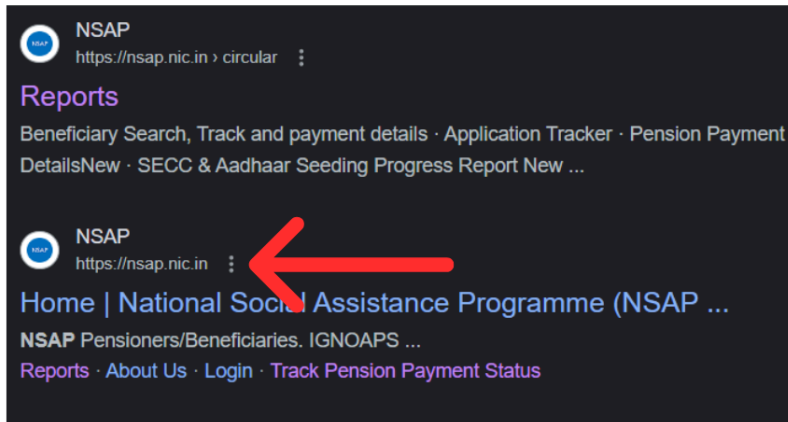 NSAP
https://nsap.nic.in › circular
Reports
Beneficiary Search, Track and payment details · Application Tracker · Pension Payment
DetailsNew · SECC & Aadhaar Seeding Progress Report New ...
NSAP
https://nsap.nic.in
Home | National Social Assistance Programme (NSAP ...
NSAP Pensioners/Beneficiaries. IGNOAPS ...
Reports · About Us · Login · Track Pension Payment Status